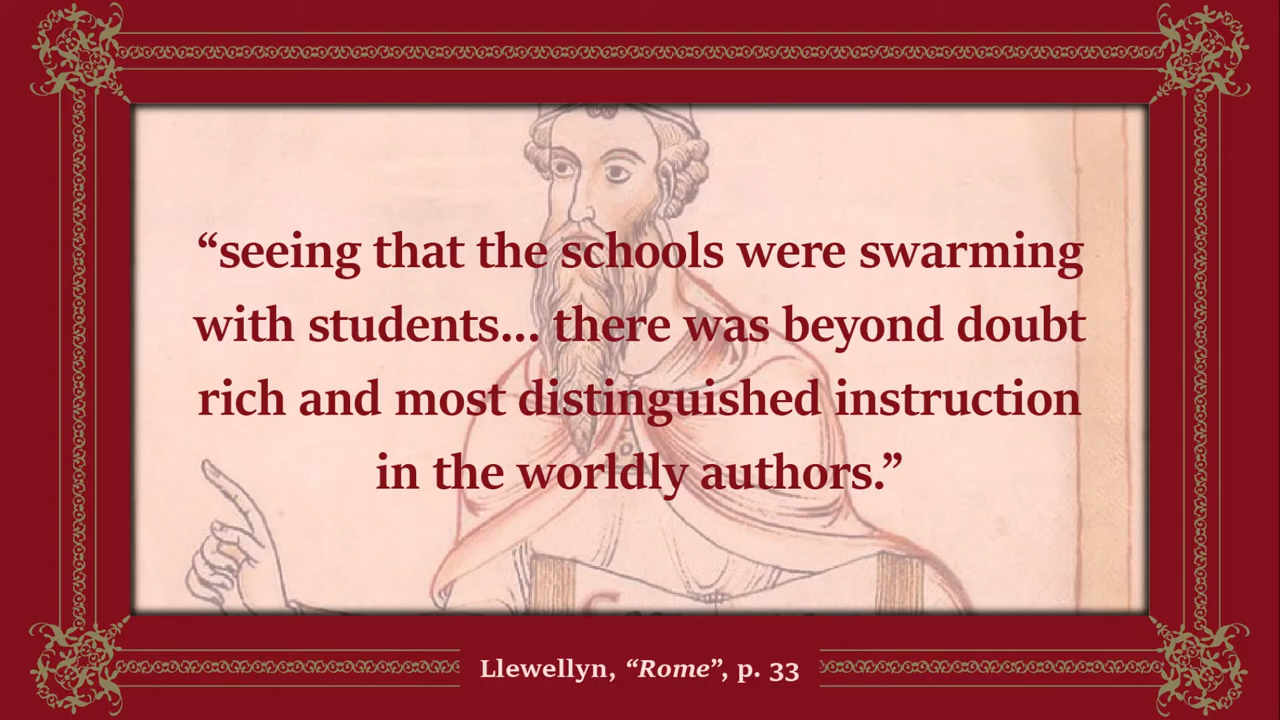 “seeing that the schools were swarming
with students... there was beyond doubt
rich and most distinguished instruction
in the worldly authors.”
Llewellyn, “Rome”, p. 33